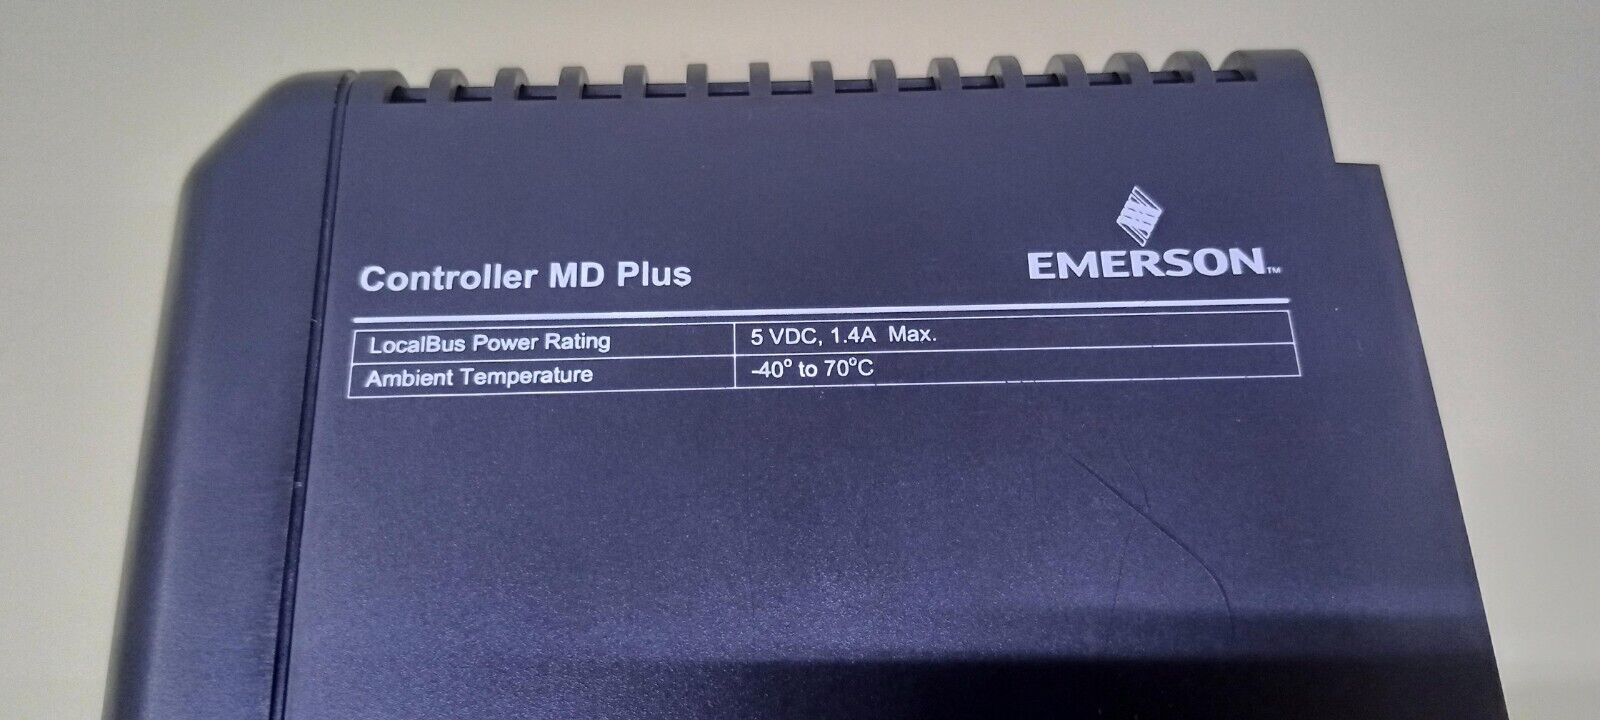 EMERSON™
Controller MD Plus
LocalBus Power Rating 5 VDC, 1.4A Max.
Ambient Temperature -40° to 70°C